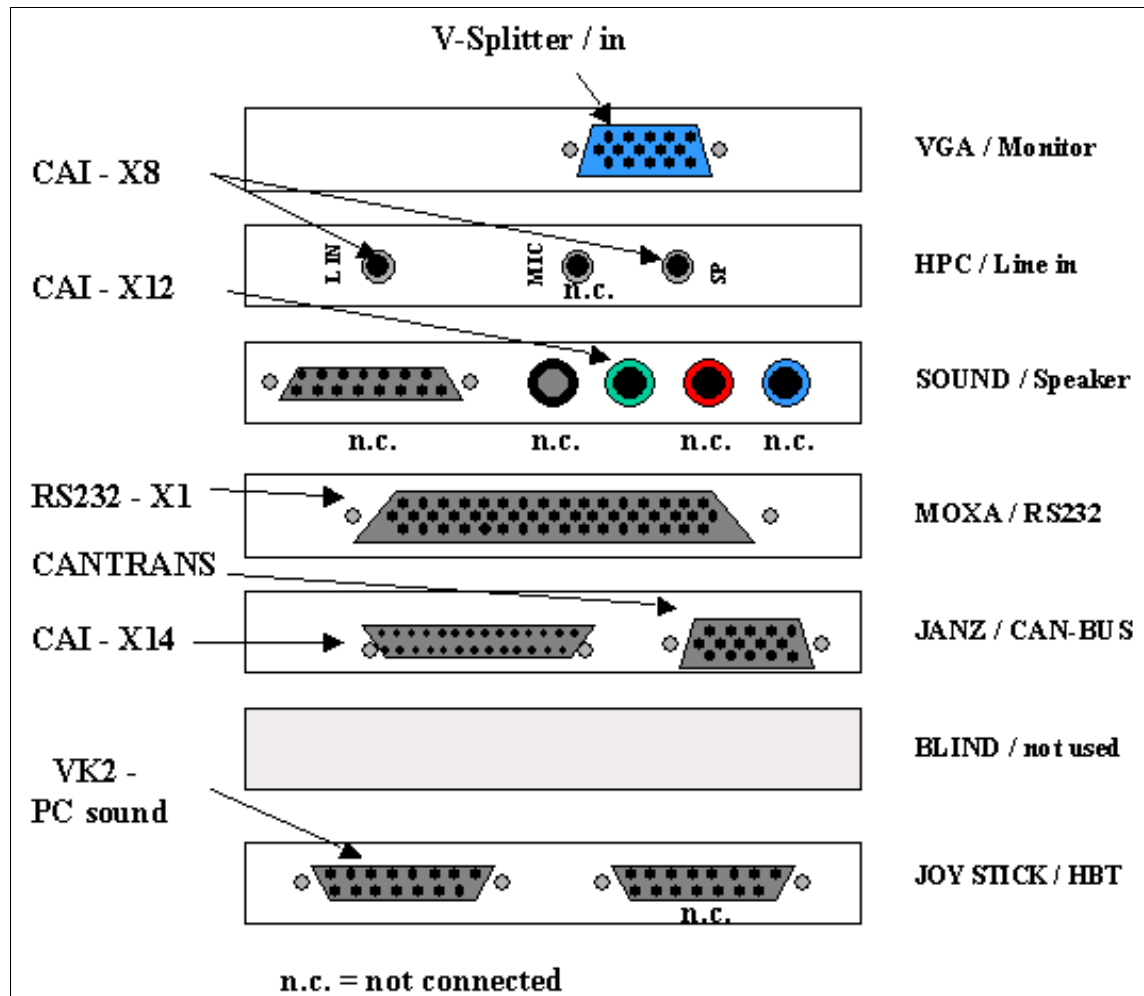 V-Splitter / in
VGA / Monitor
CAI - X8
L IN
MIC
n.c.
SP
HPC / Line in
CAI - X12
SOUND / Speaker
n.c.
n.c.
n.c.
n.c.
RS232 - X1
MOXA / RS232
CANTRANS
CAI - X14
JANZ / CAN-BUS
BLIND / not used
VK2 -
PC sound
JOY STICK / HBT
n.c.
n.c. = not connected